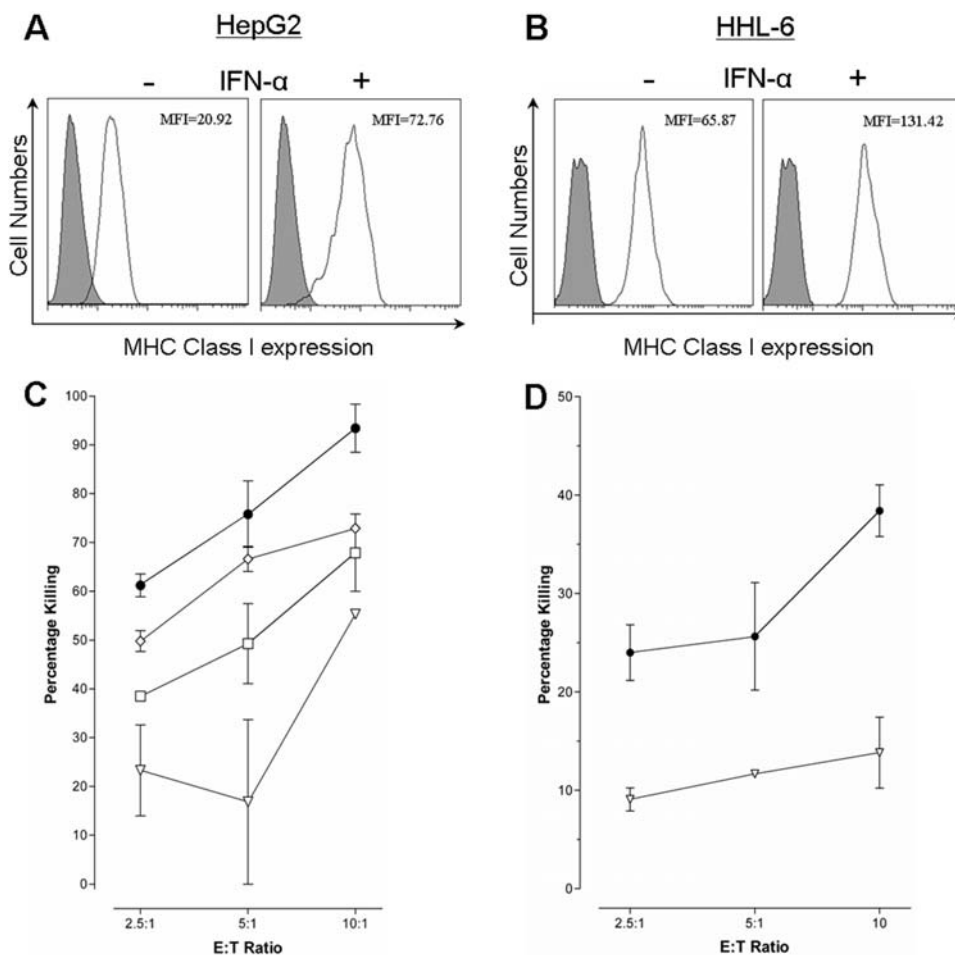 A HepG2
B HHL-6
- IFN-α +
- IFN-α +
MFI=20.92
MFI=72.76
MFI=65.87
MFI=131.42
Cell Numbers
Cell Numbers
MHC Class I expression
MHC Class I expression
C
100
90
80
70
60
50
40
30
20
10
0
Percentage Killing
2.5:1 5:1 10:1
E:T Ratio
D
50
40
30
20
10
0
Percentage Killing
2.5:1 5:1 10
E:T Ratio